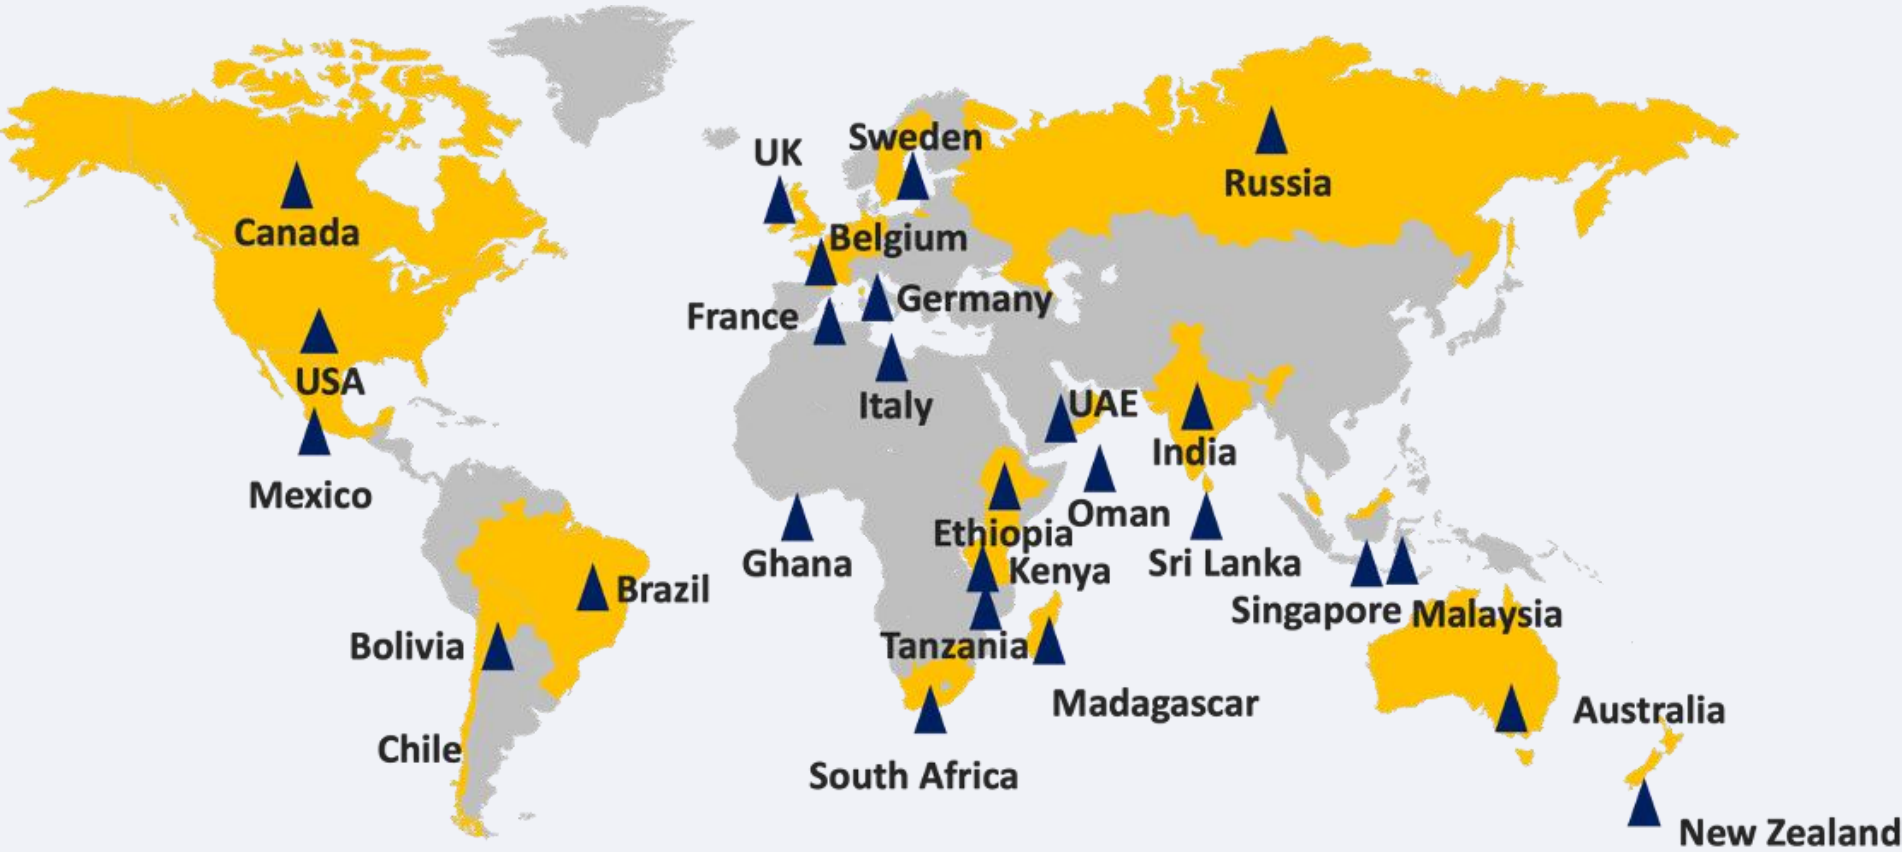 Sweden
UK
Russia
Canada
Belgium
Germany
France
USA
Italy
UAE
India
Mexico
Oman
Ethiopia
Ghana
Kenya
Sri Lanka
Brazil
Singapore
Malaysia
Bolivia
Tanzania
Madagascar
Australia
Chile
South Africa
New Zealand